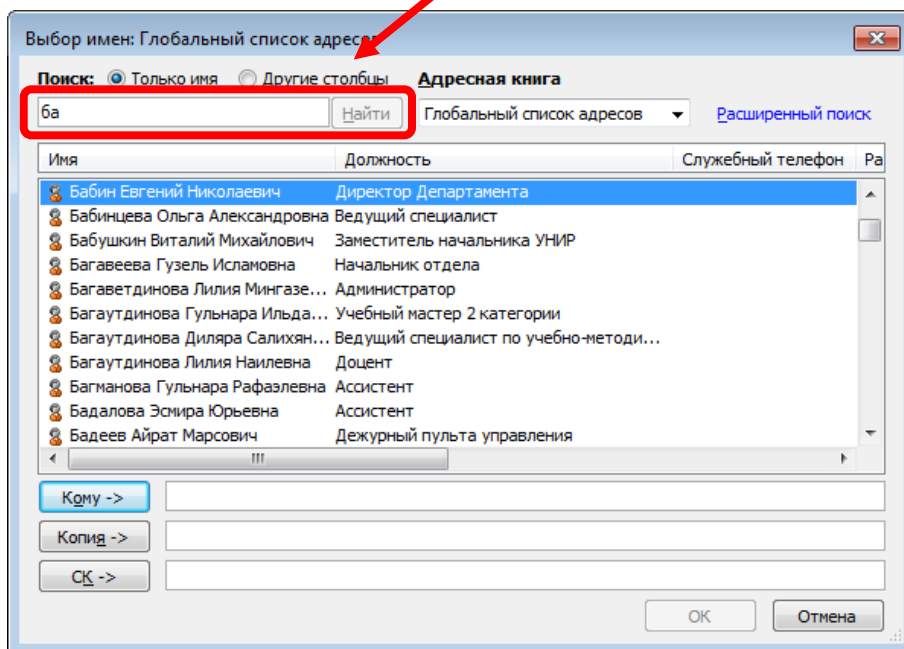 Выбор имен: Глобальный список адресов
Поиск: Только имя Другие столбцы Адресная книга
ба Найти Глобальный список адресов Расширенный поиск
Имя Должность Служебный телефон Ра
Бабин Евгений Николаевич Директор Департамента
Бабинцева Ольга Александровна Ведущий специалист
Бабушкин Виталий Михайлович Заместитель начальника УНИР
Багавеева Гузель Исламовна Начальник отдела
Багаветдинова Лилия Мингазе... Администратор
Багаутдинова Гульнара Ильда... Учебный мастер 2 категории
Багаутдинова Диляра Салихян... Ведущий специалист по учебно-методи...
Багаутдинова Лилия Наилевна Доцент
Багманова Гульнара Рафаэлевна Ассистент
Бадалова Эсмира Юрьевна Ассистент
Бадеев Айрат Марсович Дежурный пульта управления
Кому ->
Копия ->
СК ->
ОК Отмена